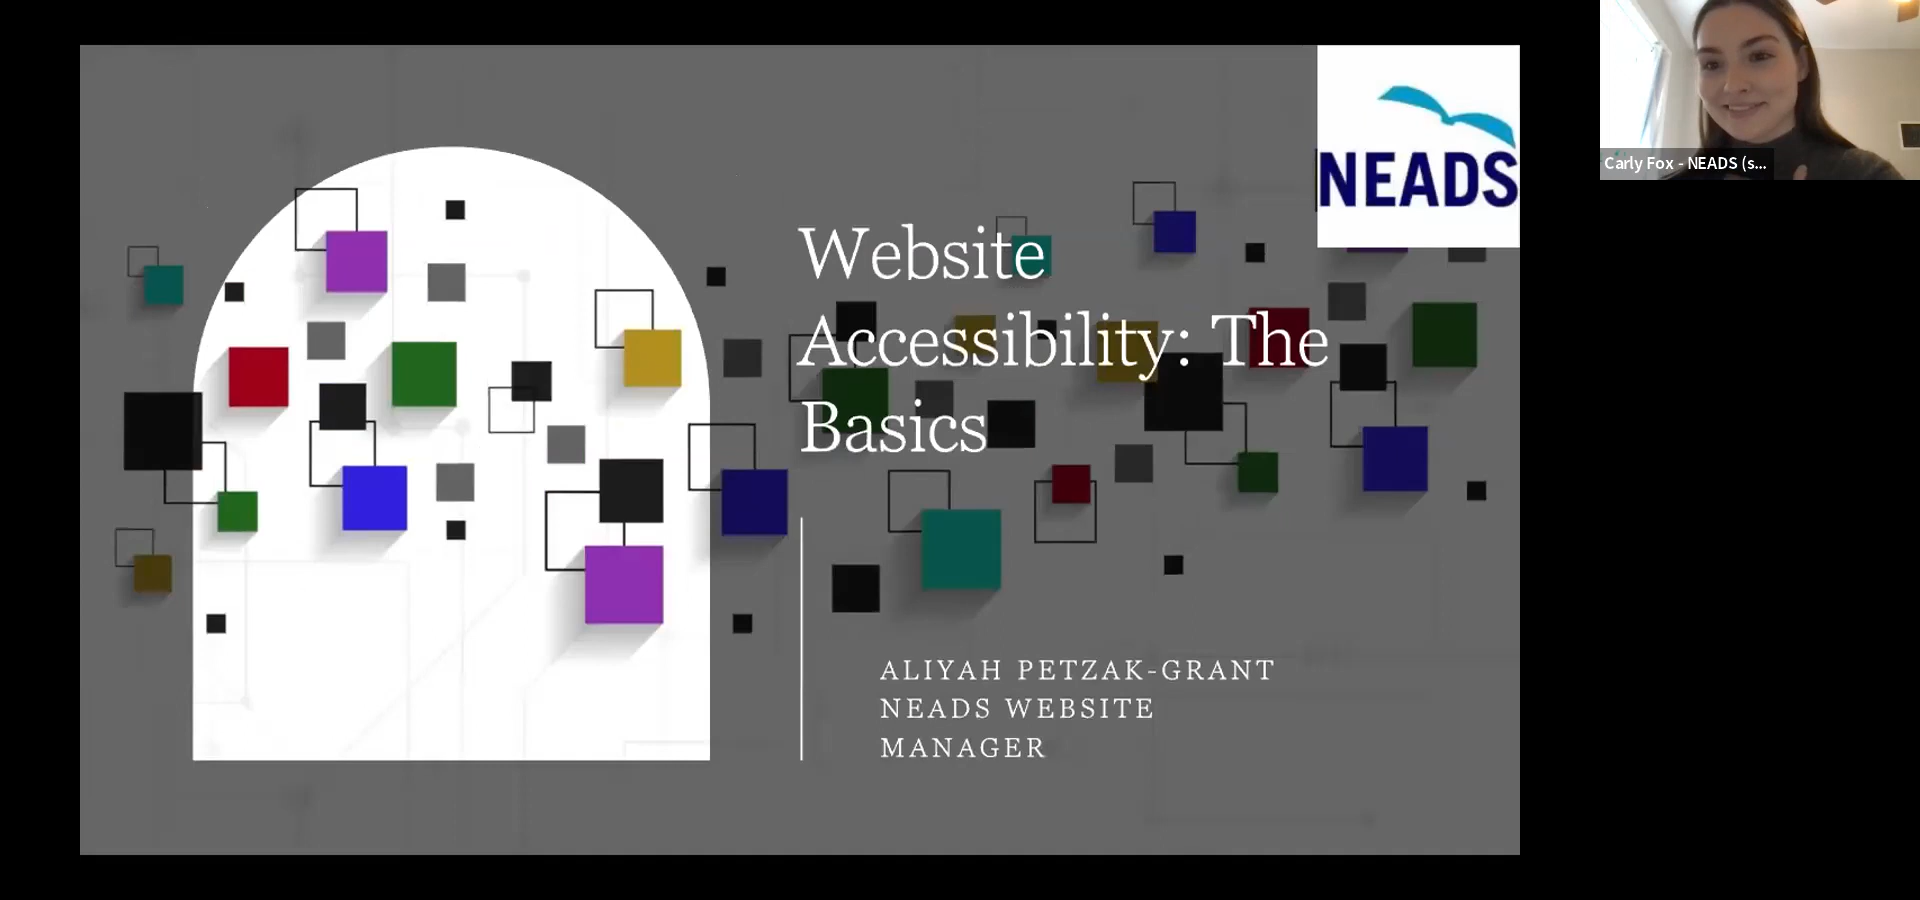 NEADS
Website
Accessibility: The
Basics
ALIYAH PETZAK-GRANT
NEADS WEBSITE
MANAGER
Carly Fox - NEADS (s...